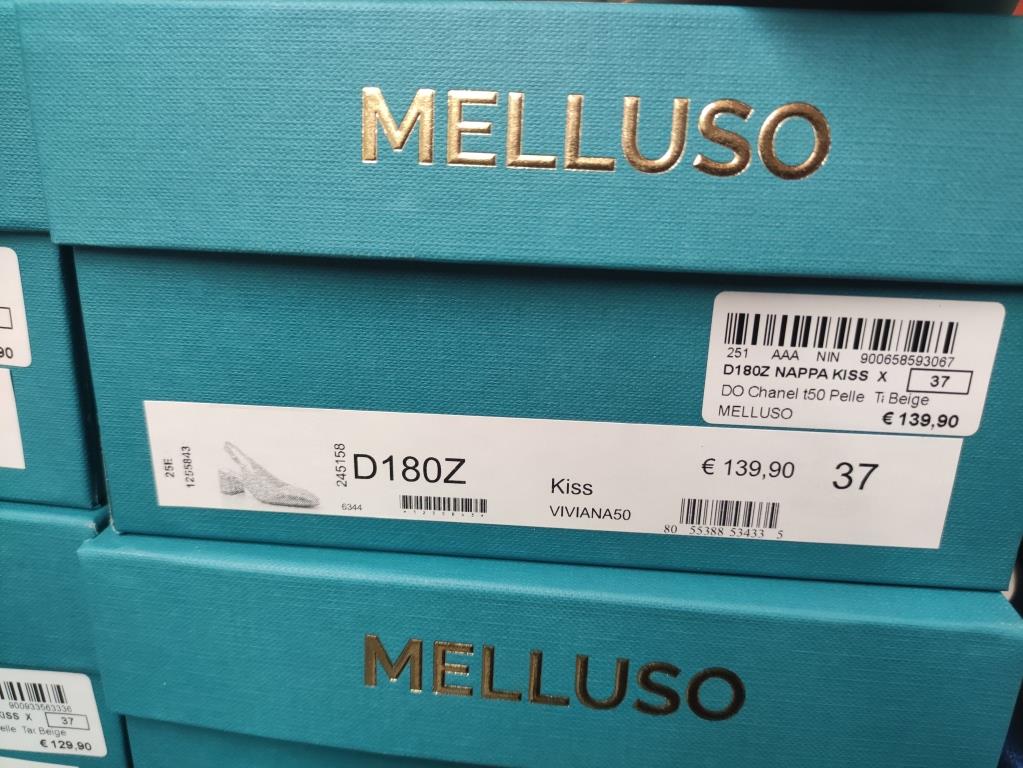 MELLUSO
251 AAA NIN 900658593067
D180Z NAPPA KISS X 37
DO Chanel t50 Pelle Ti Beige
MELLUSO € 139,90
25E
1255843
245158
D180Z
6344
Kiss
VIVIANA50
€ 139,90
37
80 55388 53433 5
MELLUSO
90
900933563336
KISS X 37
elle Tac Beige
€ 129,90